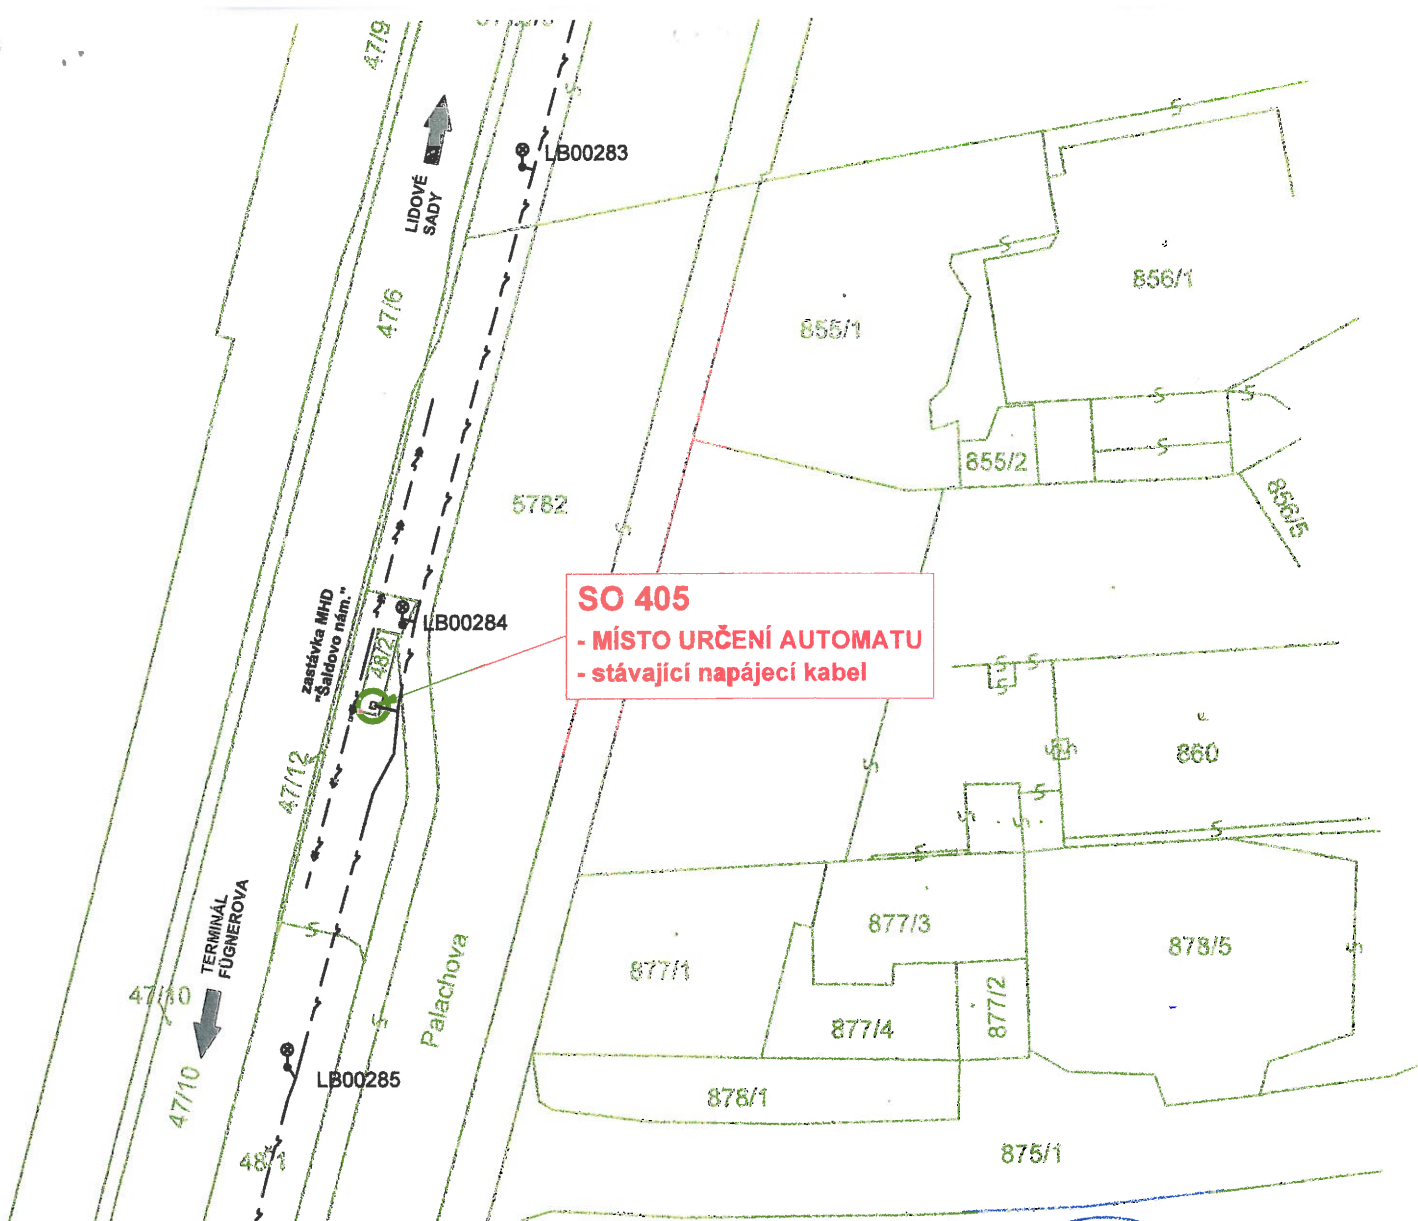 47/9
LB00283
LIDOVÉ
SADY
47/6
856/1
855/1
855/2
856/5
5782
SO 405
- MÍSTO URČENÍ AUTOMATU
- stávající napájecí kabel
LB00284
zastávka MHD
"Šaldovo nám."
48/2
47/12
860
TERMINÁL
FÜGNEROVA
877/3
878/5
877/1
47/10
Palachova
877/2
877/4
47/10
LB00285
878/1
48/1
875/1